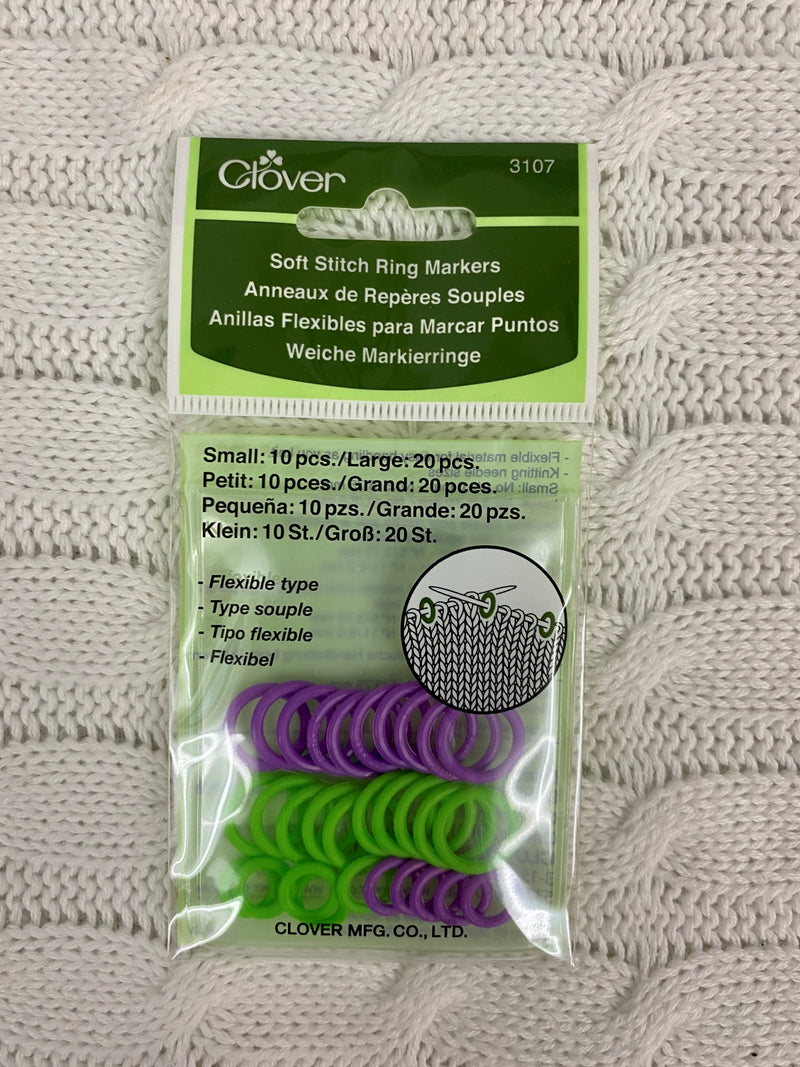 Clover
3107
Soft Stitch Ring Markers
Anneaux de Repères Souples
Anillas Flexibles para Marcar Puntos
Weiche Markierringe
Small: 10 pcs./Large: 20 pcs.
Petit: 10 pces./Grand: 20 pces.
Pequeña: 10 pzs./Grande: 20 pzs.
Klein: 10 St./Groß: 20 St.
- Flexible type
- Type souple
- Tipo flexible
- Flexibel
CLOVER MFG. CO., LTD.